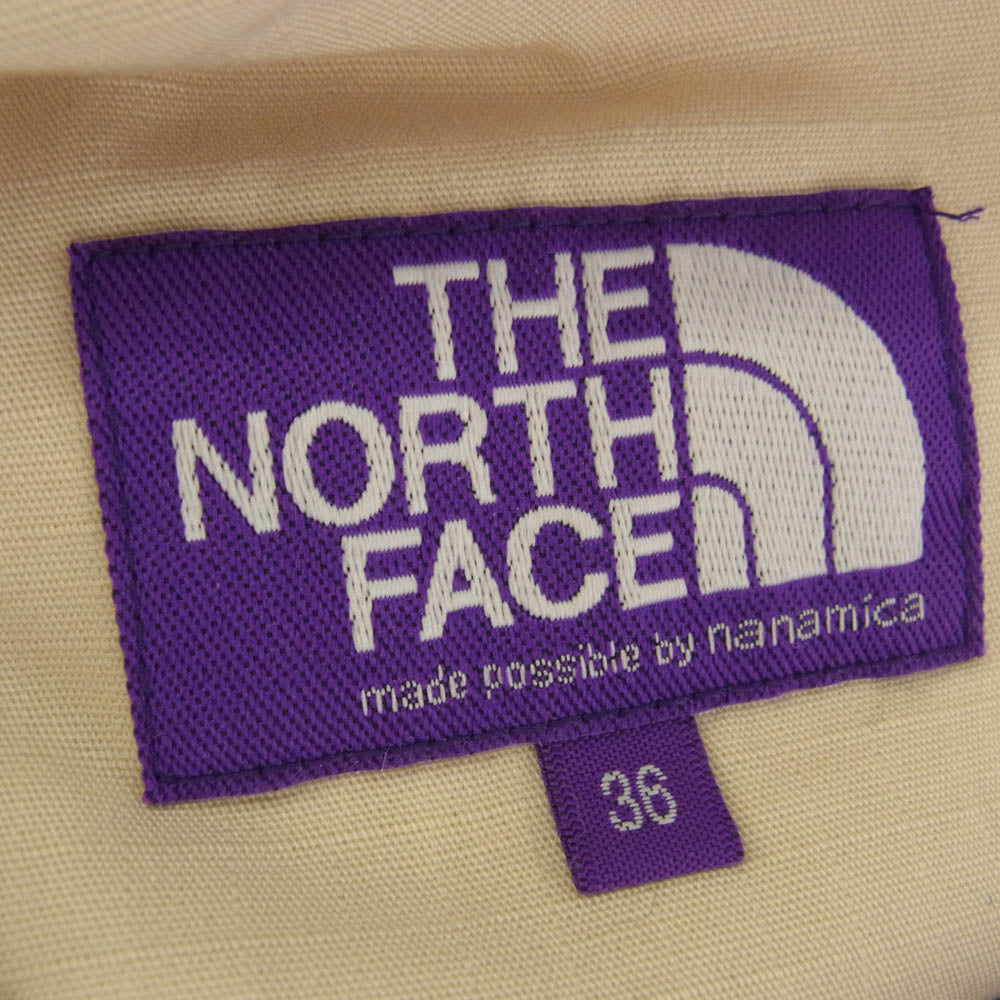 THE
NORTH
FACE
made possible by nanamica
36